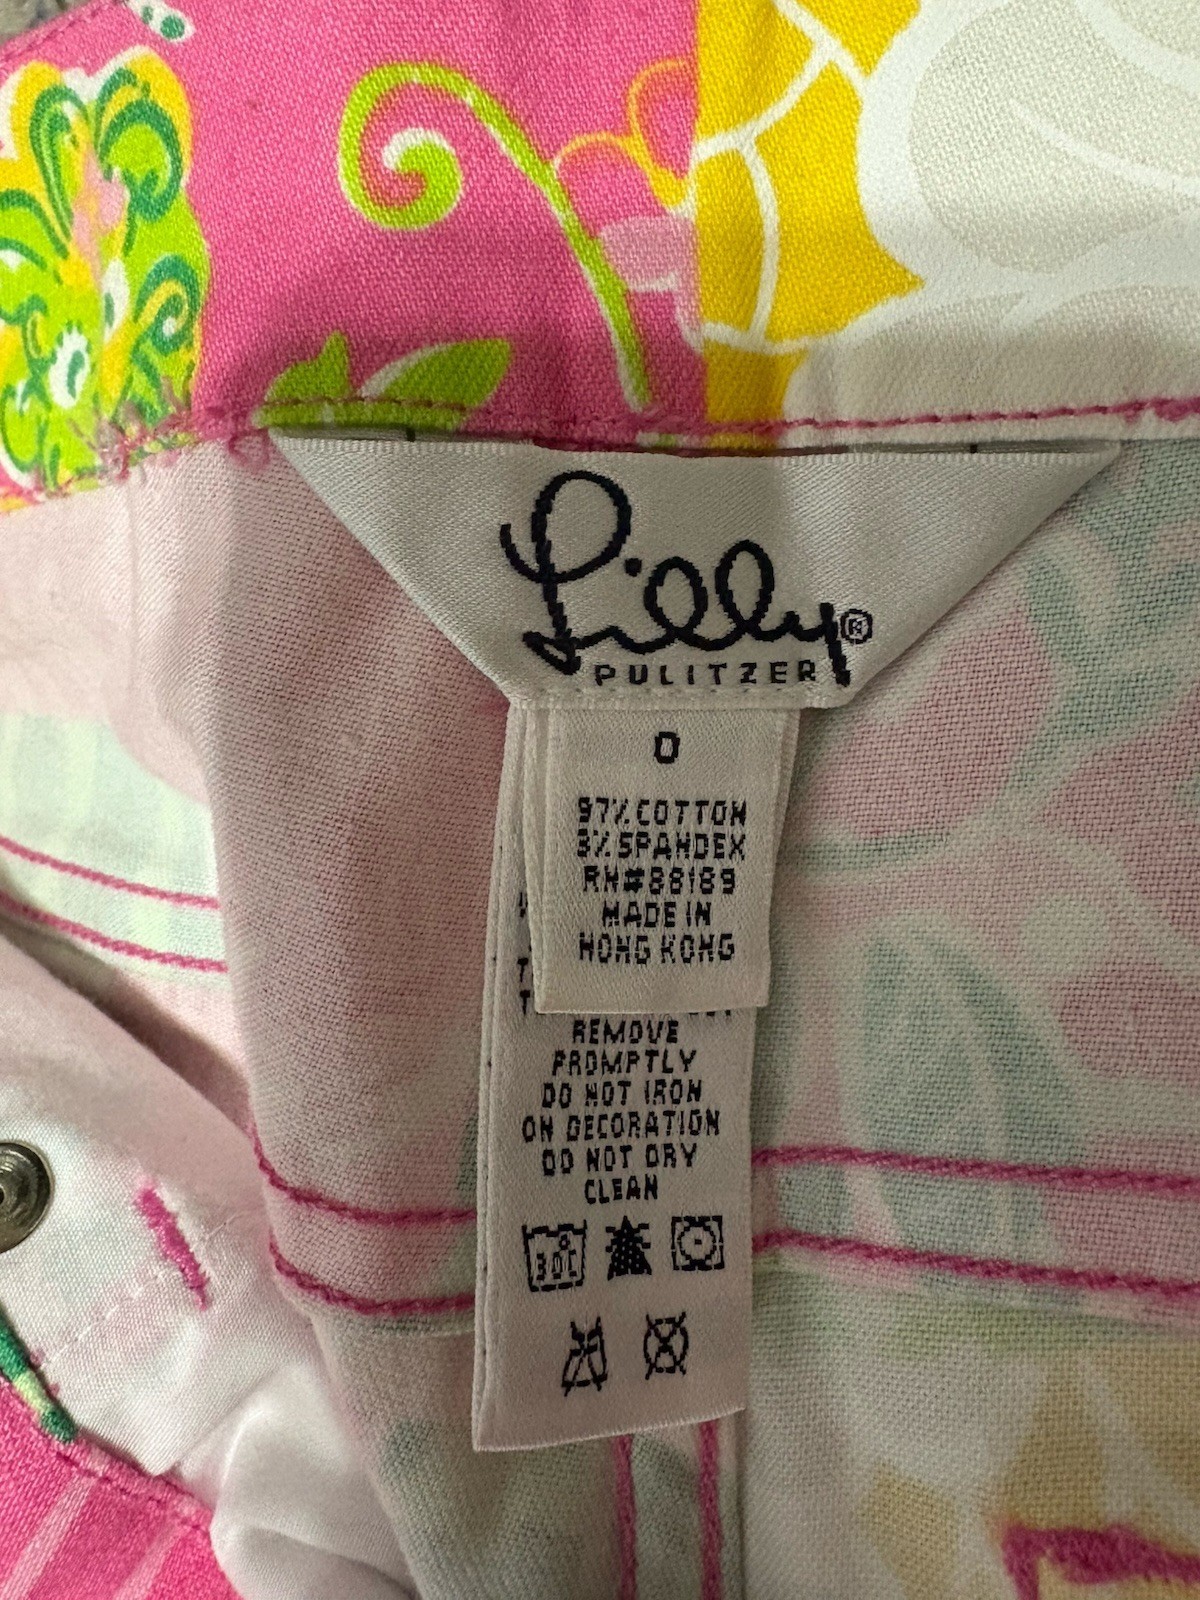 Lilly®
PULITZER
0
97% COTTON
3% SPANDEX
RN#88189
MADE IN
HONG KONG
REMOVE
PROMPTLY
DO NOT IRON
ON DECORATION
DO NOT DRY
CLEAN
30°C